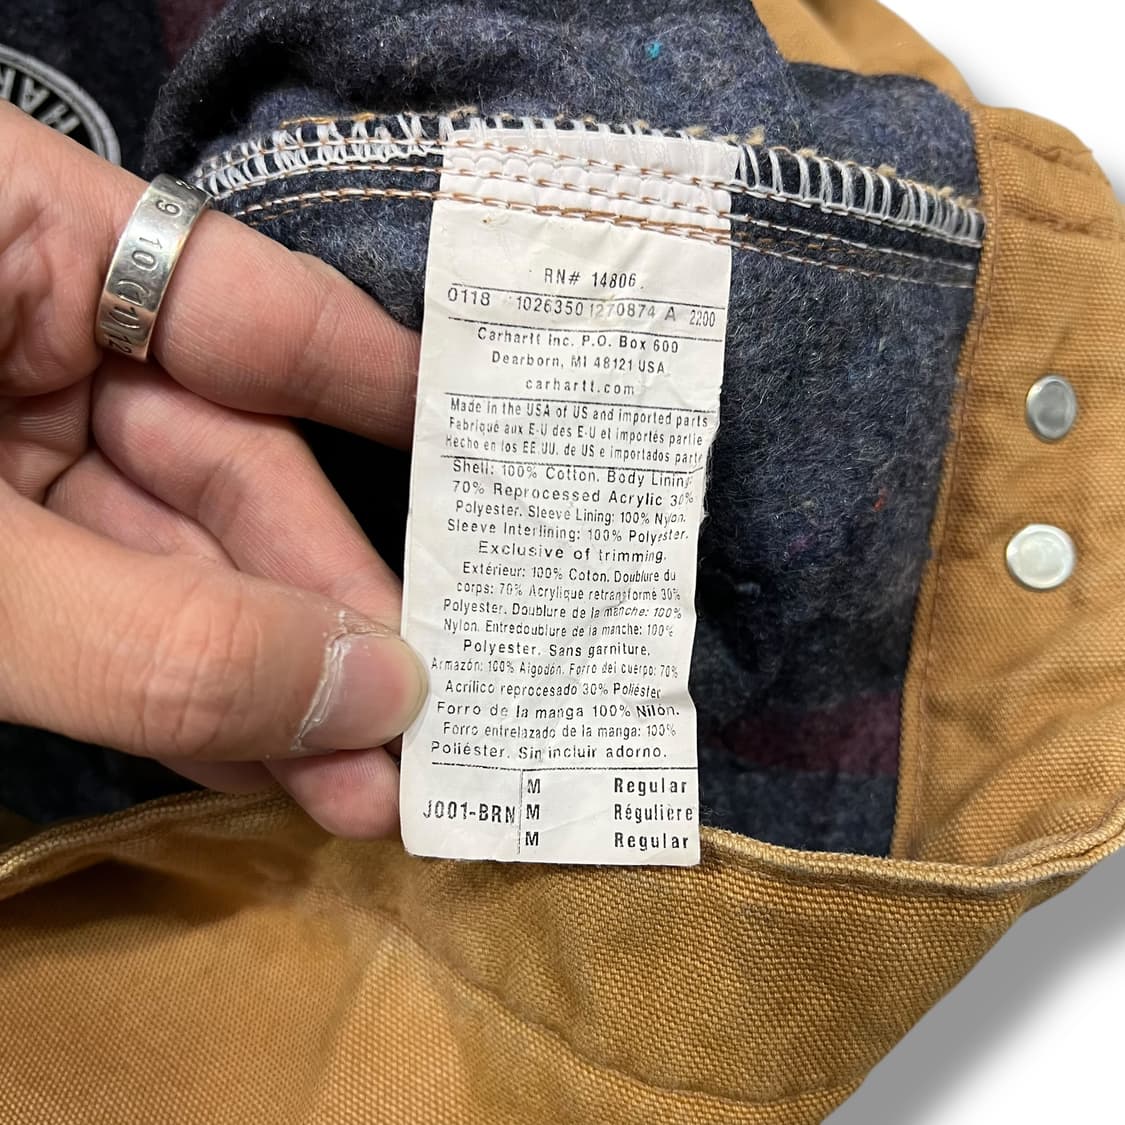 HAR
9
10 11 12
RN# 14806
0118 10263501270874 A 2200
Carhartt Inc. P.O. Box 600
Dearborn, MI 48121 USA
carhartt.com
Made in the USA of US and imported parts
Fabriqué aux E-U des E-U et importés partie
Hecho en los EE.UU. de US e importados parte
Shell: 100% Cotton. Body Lining:
70% Reprocessed Acrylic 30%
Polyester. Sleeve Lining: 100% Nylon.
Sleeve Interlining: 100% Polyester.
Exclusive of trimming.
Extérieur: 100% Coton. Doublure du
corps: 70% Acrylique retransformé 30%
Polyester. Doublure de la manche: 100%
Nylon. Entredoublure de la manche: 100%
Polyester. Sans garniture.
Armazón: 100% Algodón. Forro del cuerpo: 70%
Acrílico reprocesado 30% Poliéster
Forro de la manga 100% Nilón.
Forro entrelazado de la manga: 100%
Poliéster. Sin incluir adorno.
J001-BRN
M Regular
M Régulière
M Regular